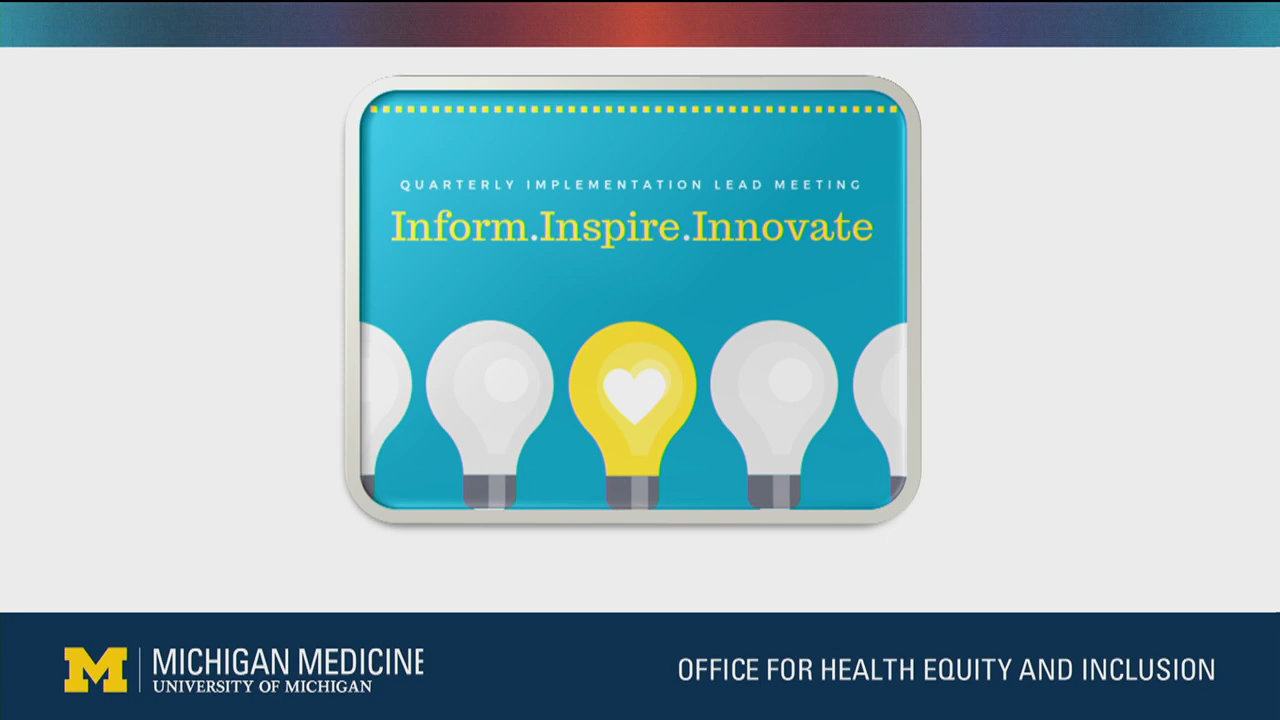 QUARTERLY IMPLEMENTATION LEAD MEETING
Inform.Inspire.Innovate
M
MICHIGAN MEDICINE
UNIVERSITY OF MICHIGAN
OFFICE FOR HEALTH EQUITY AND INCLUSION